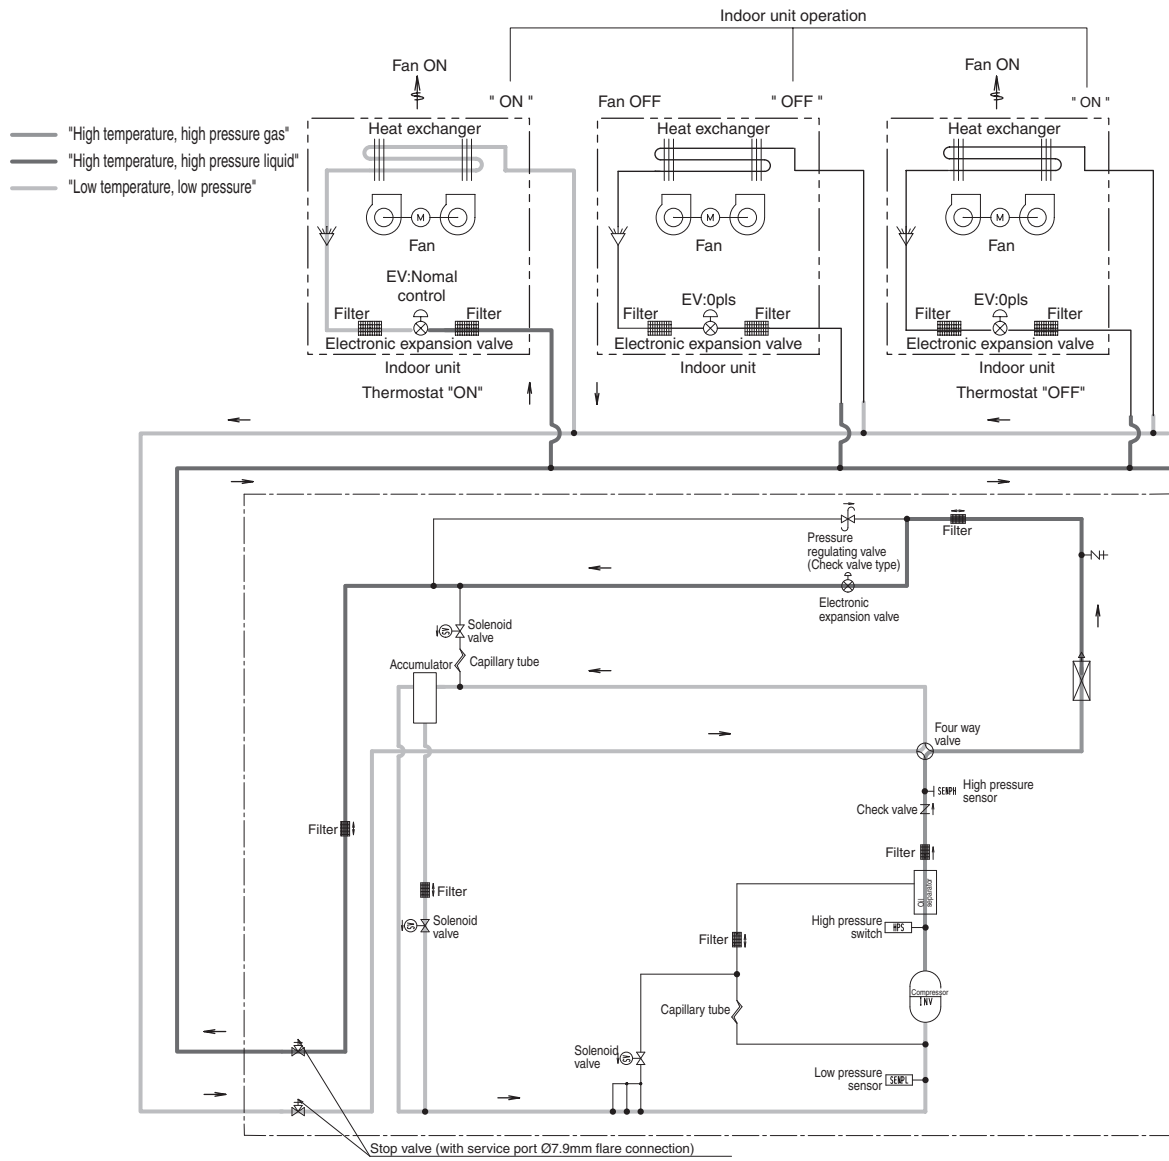 Indoor unit operation
Fan ON
" ON "
Fan OFF
" OFF "
Fan ON
" ON "
"High temperature, high pressure gas"
"High temperature, high pressure liquid"
"Low temperature, low pressure"
Heat exchanger
M
Fan
EV:Nomal
control
Filter
Filter
Electronic expansion valve
Indoor unit
Thermostat "ON"
Heat exchanger
M
Fan
EV:0pls
Filter
Filter
Electronic expansion valve
Indoor unit
Heat exchanger
M
Fan
EV:0pls
Filter
Filter
Electronic expansion valve
Indoor unit
Thermostat "OFF"
Filter
Pressure
regulating valve
(Check valve type)
Electronic
expansion valve
SV
Solenoid
valve
Capillary tube
Accumulator
Four way
valve
SENPH
High pressure
sensor
Check valve
Filter
Filter
Oil
separator
Filter
SV
Solenoid
valve
High pressure
switch
HPS
Filter
Compressor
INV
Capillary tube
Solenoid
valve
SV
Low pressure
sensor
SENPL
Stop valve (with service port Ø7.9mm flare connection)